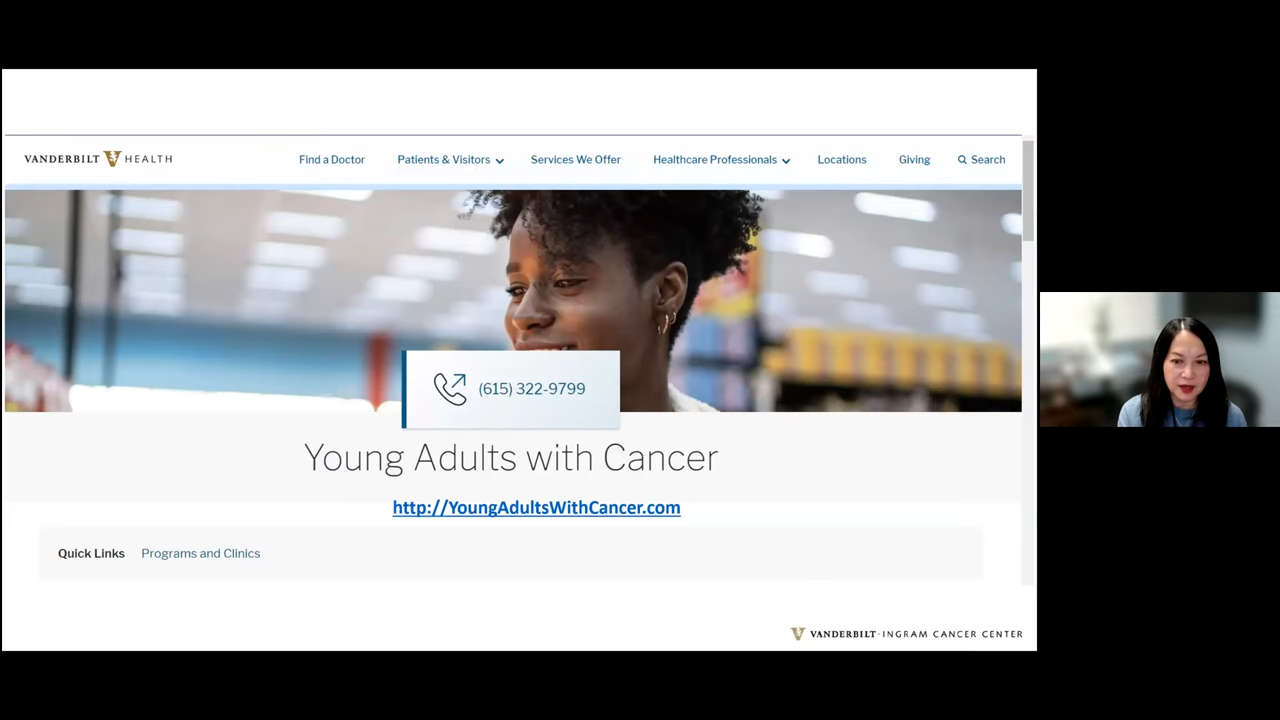 VANDERBILT HEALTH
Find a Doctor Patients & Visitors Services We Offer Healthcare Professionals Locations Giving Search
(615) 322-9799
Young Adults with Cancer
http://YoungAdultsWithCancer.com
Quick Links Programs and Clinics
VANDERBILT-INGRAM CANCER CENTER